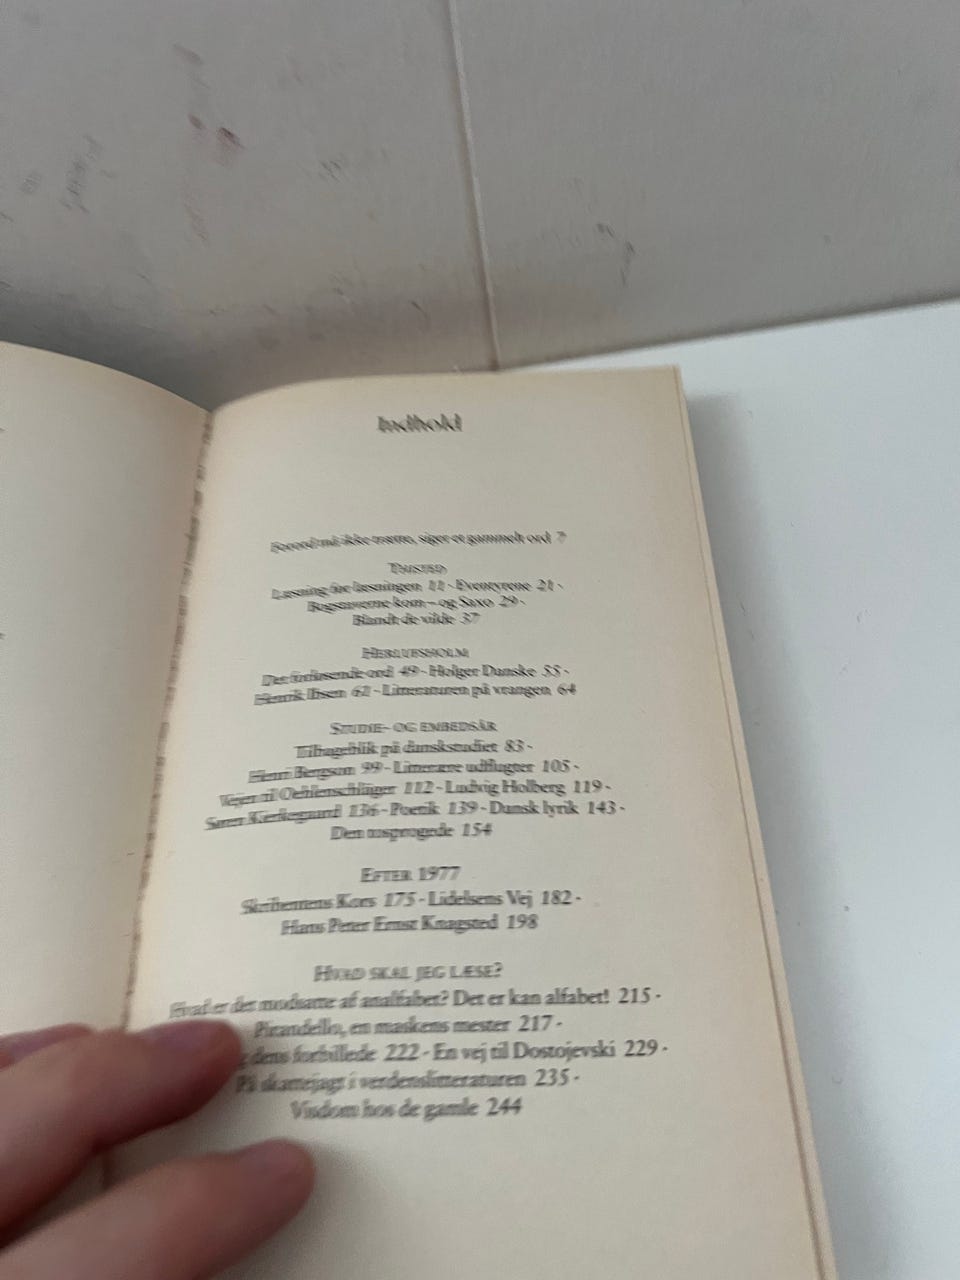 Indhold
Forord må ikke trætte, siger et gammelt ord 7
THISTED
Læsning før læsningen 11 · Eventyrene 21 ·
Bogstaverne kom – og Saxo 29 ·
Blandt de vilde 37
HERLUFSHOLM
Det forløsende ord 49 · Holger Danske 55 ·
Henrik Ibsen 61 · Litteraturen på vrangen 64
STUDIE- OG EMBEDSÅR
Tilbageblik på danskstudiet 83 ·
Henri Bergson 99 · Litterære udflugter 105 ·
Vejen til Oehlenschläger 112 · Ludvig Holberg 119 ·
Søren Kierkegaard 136 · Poetik 139 · Dansk lyrik 143 ·
Den usprogede 154
EFTER 1977
Skribentens Kors 175 · Lidelsens Vej 182 ·
Hans Peter Ernst Knagsted 198
HVAD SKAL JEG LÆSE?
Hvad er det modsatte af analfabet? Det er kan alfabet! 215 ·
Pirandello, en maskens mester 217 ·
dens forbillede 222 · En vej til Dostojevski 229 ·
På skattejagt i verdenslitteraturen 235 ·
Visdom hos de gamle 244